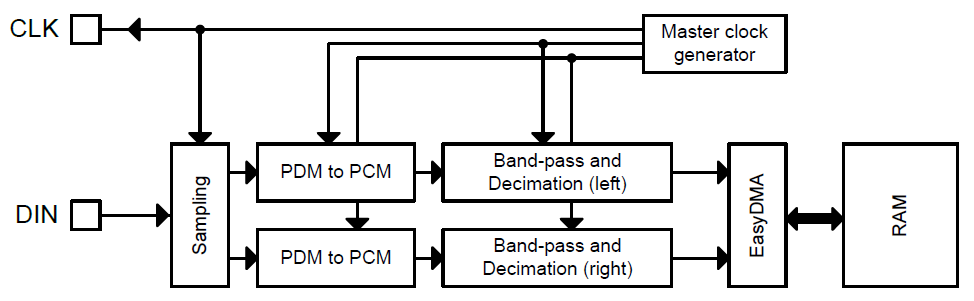 CLK
Master clock
generator
PDM to PCM
Band-pass and
Decimation (left)
DIN
Sampling
EasyDMA
RAM
PDM to PCM
Band-pass and
Decimation (right)